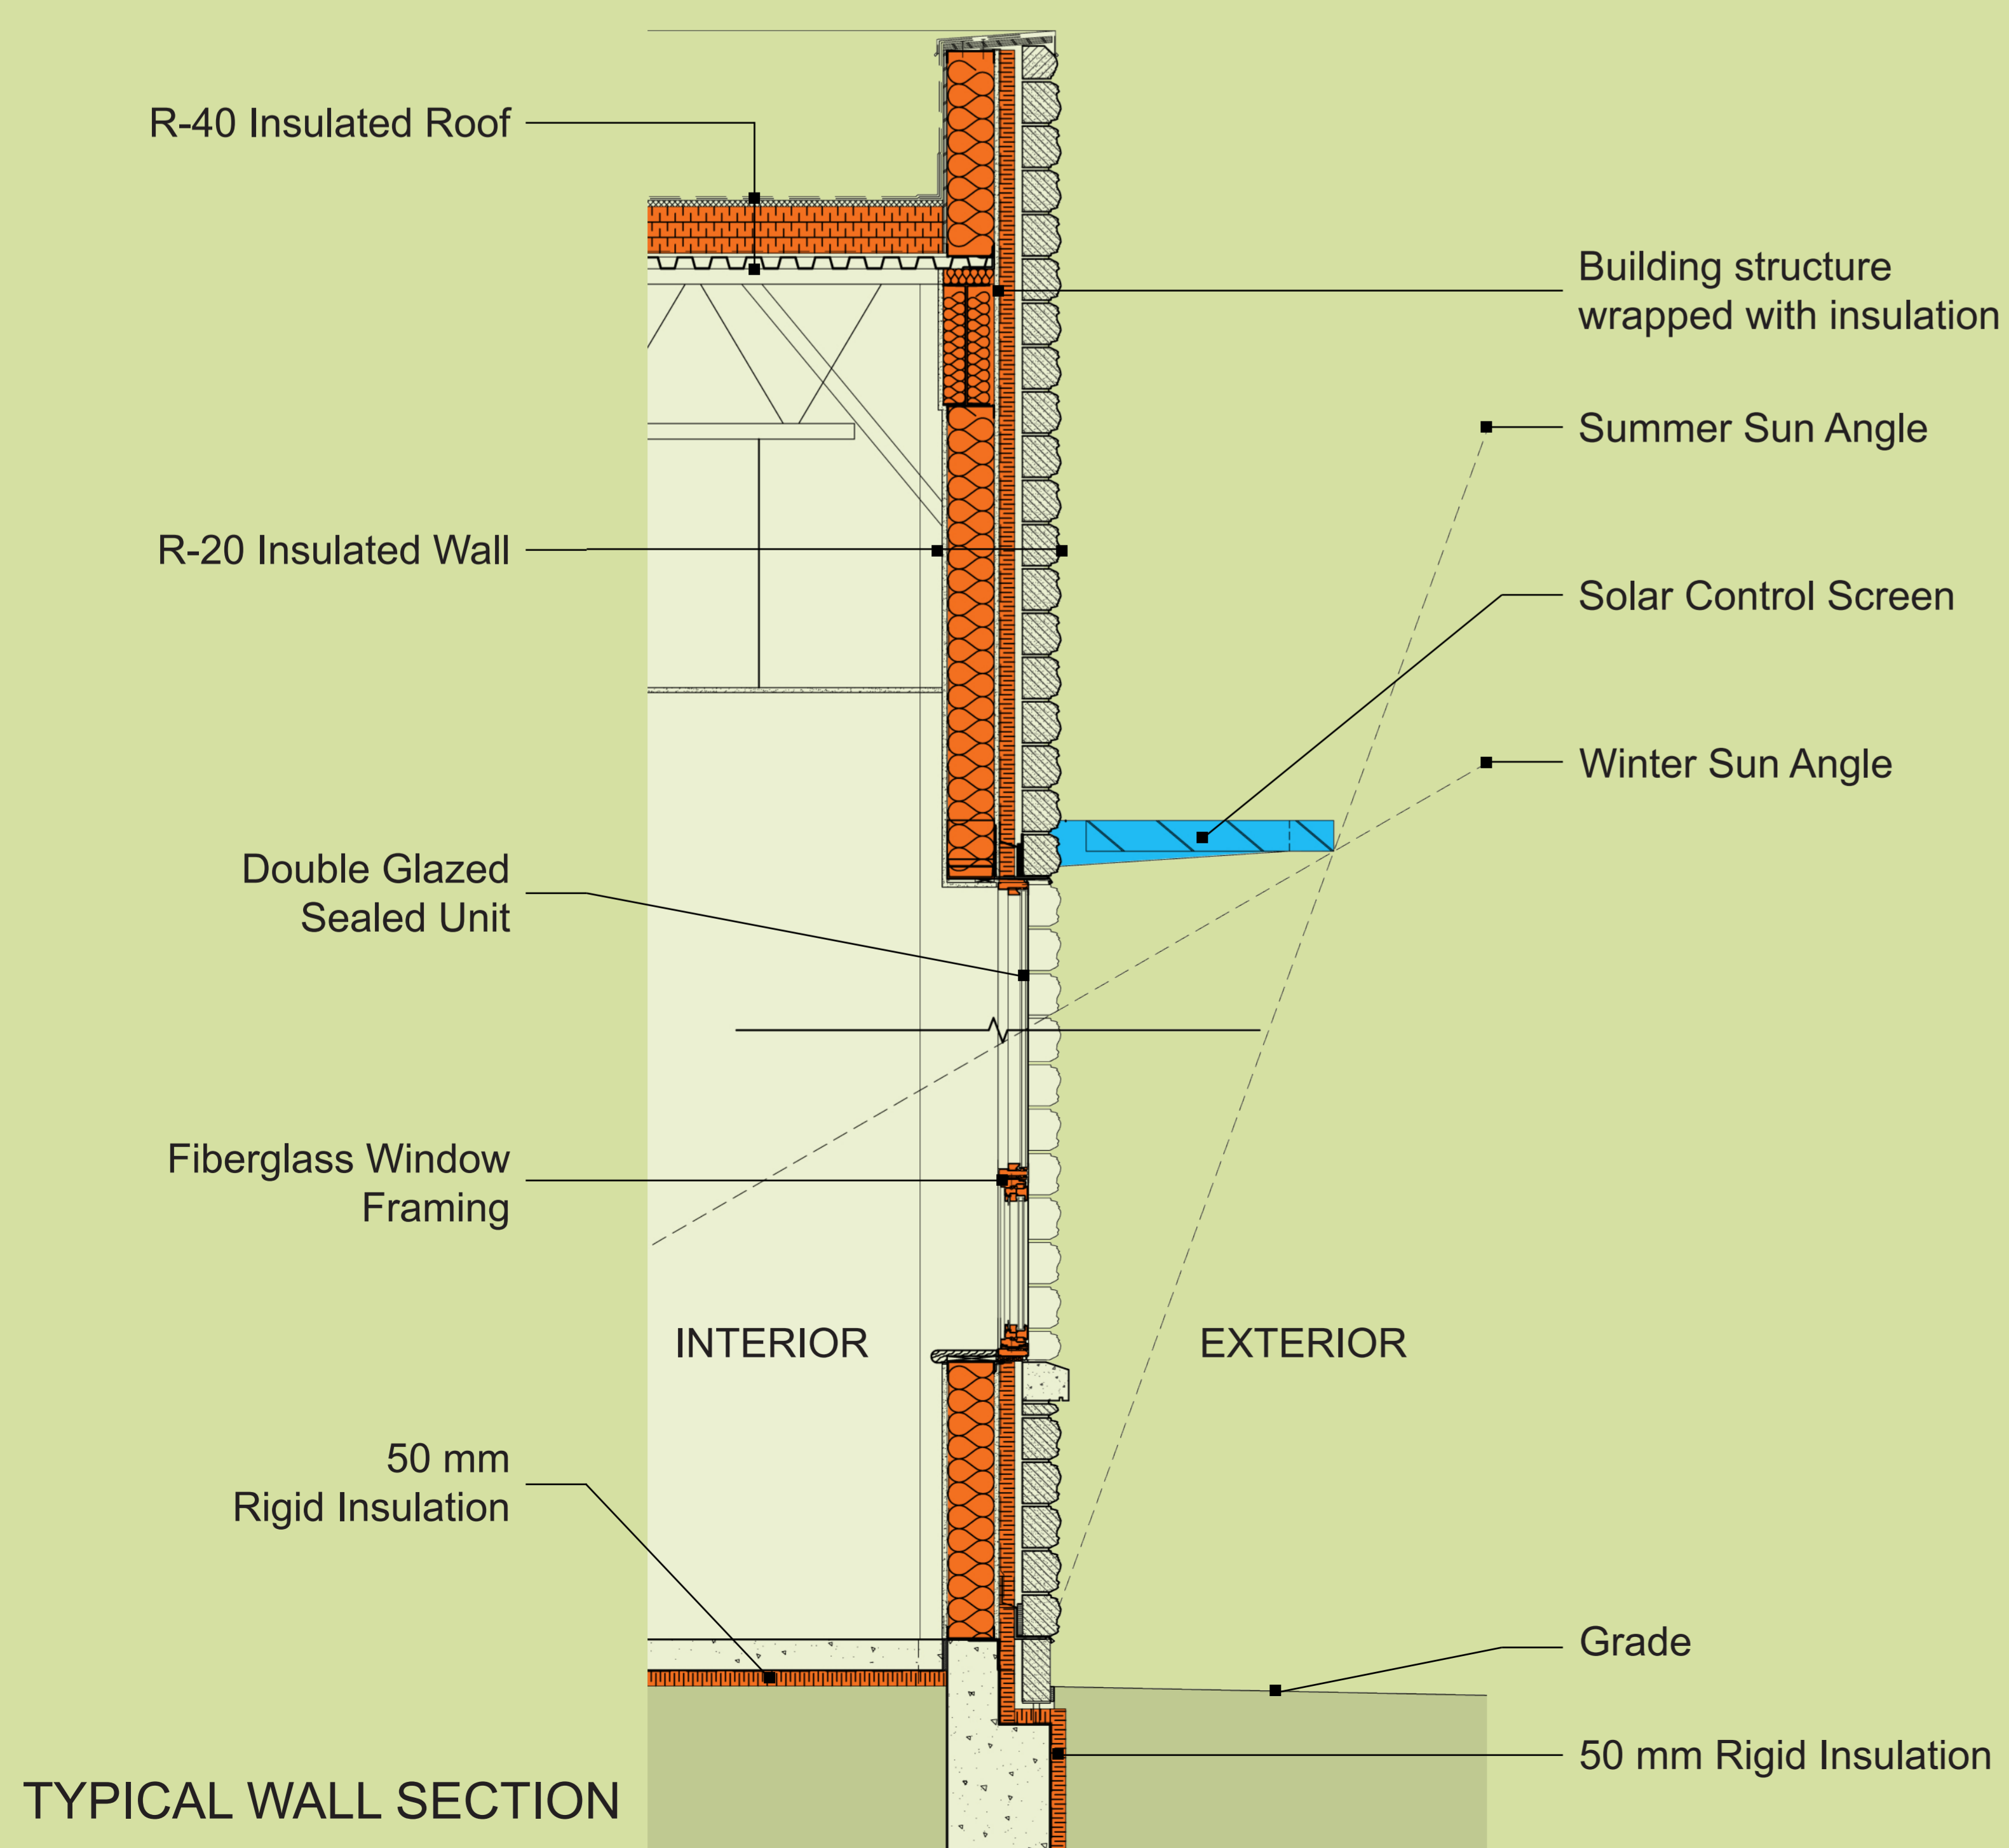 R-40 Insulated Roof
Building structure
wrapped with insulation
Summer Sun Angle
R-20 Insulated Wall
Solar Control Screen
Winter Sun Angle
Double Glazed
Sealed Unit
Fiberglass Window
Framing
INTERIOR
EXTERIOR
50 mm
Rigid Insulation
Grade
50 mm Rigid Insulation
TYPICAL WALL SECTION